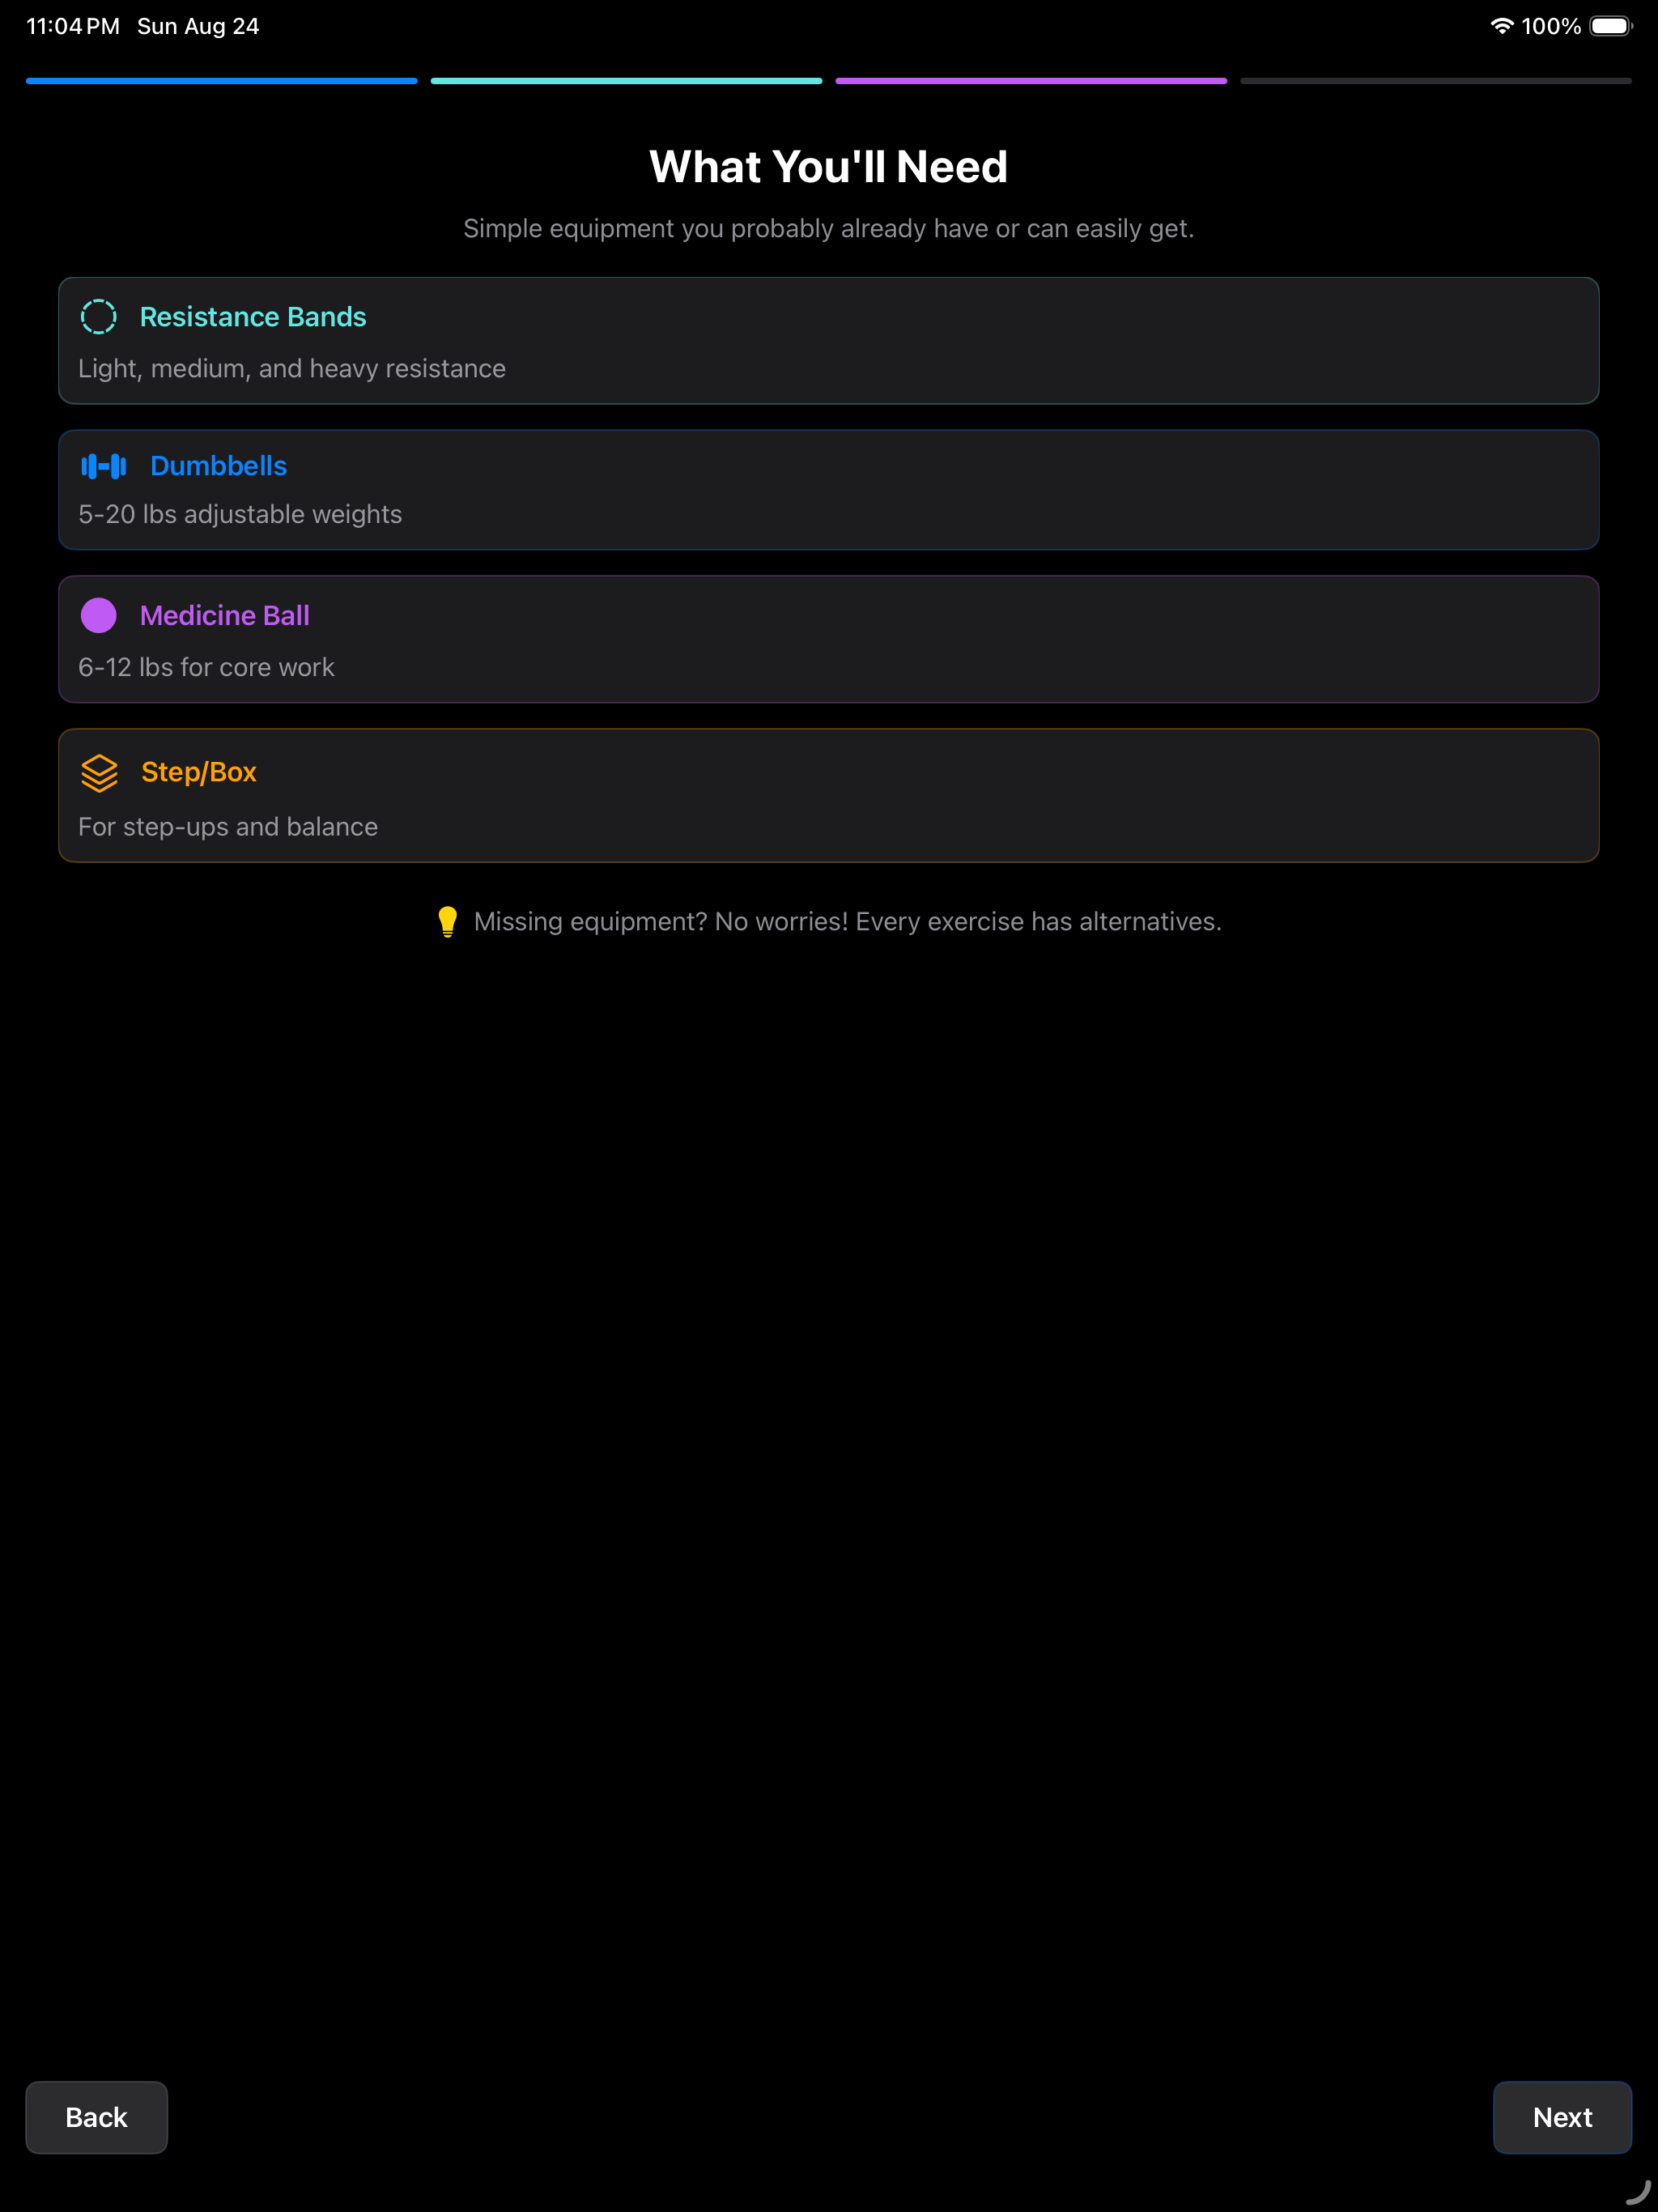 11:04 PM Sun Aug 24 100%
What You'll Need
Simple equipment you probably already have or can easily get.
Resistance Bands
Light, medium, and heavy resistance
Dumbbells
5-20 lbs adjustable weights
Medicine Ball
6-12 lbs for core work
Step/Box
For step-ups and balance
Missing equipment? No worries! Every exercise has alternatives.
Back Next